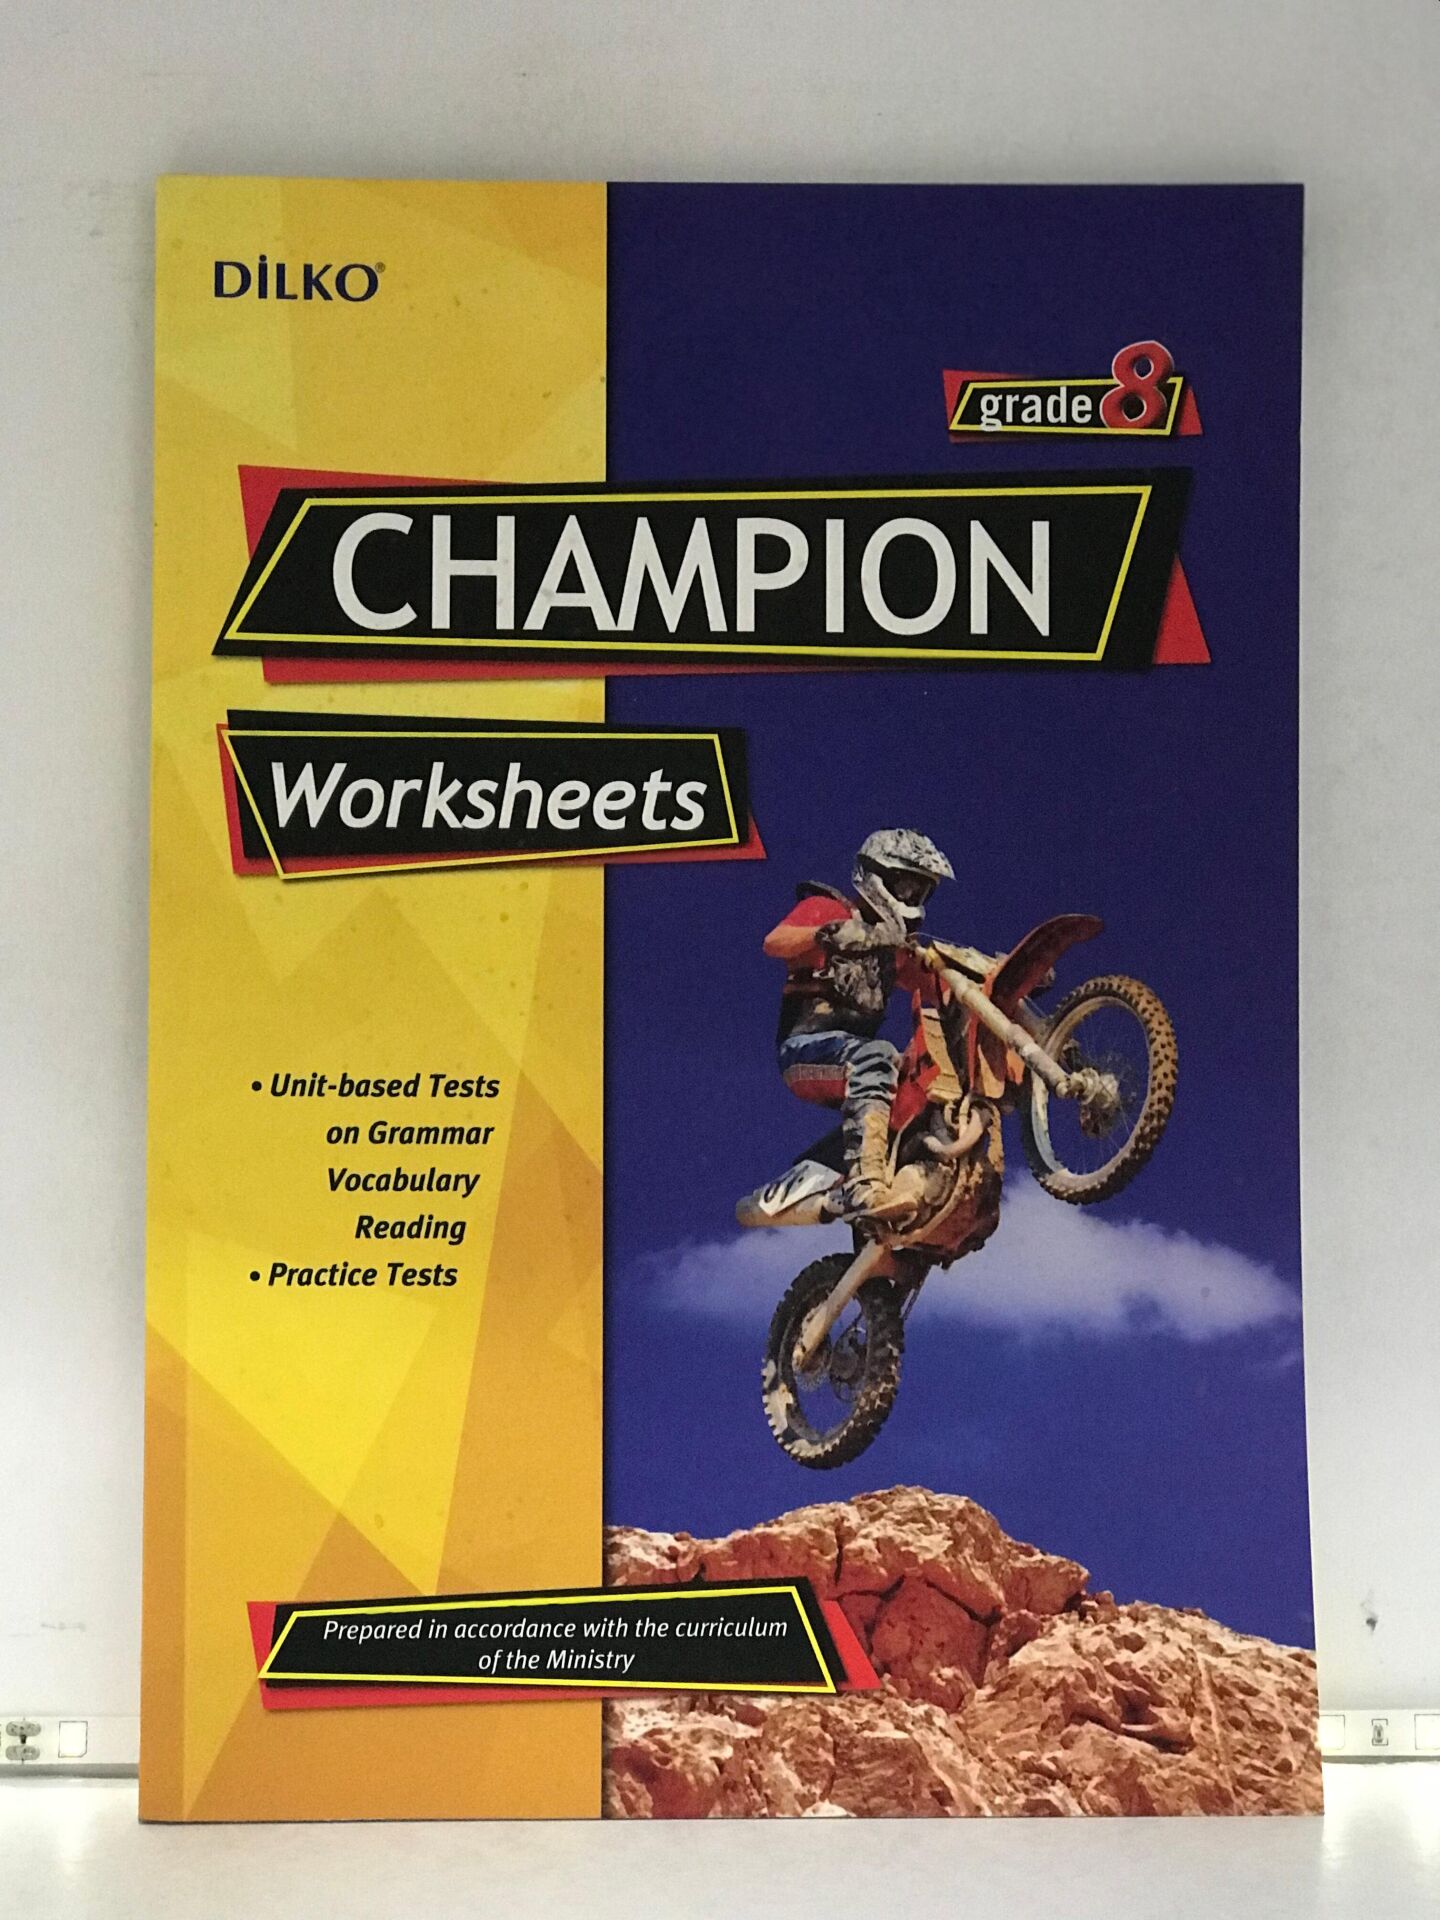 DİLKO®
grade 8
CHAMPION
Worksheets
• Unit-based Tests
on Grammar
Vocabulary
Reading
• Practice Tests
Prepared in accordance with the curriculum
of the Ministry